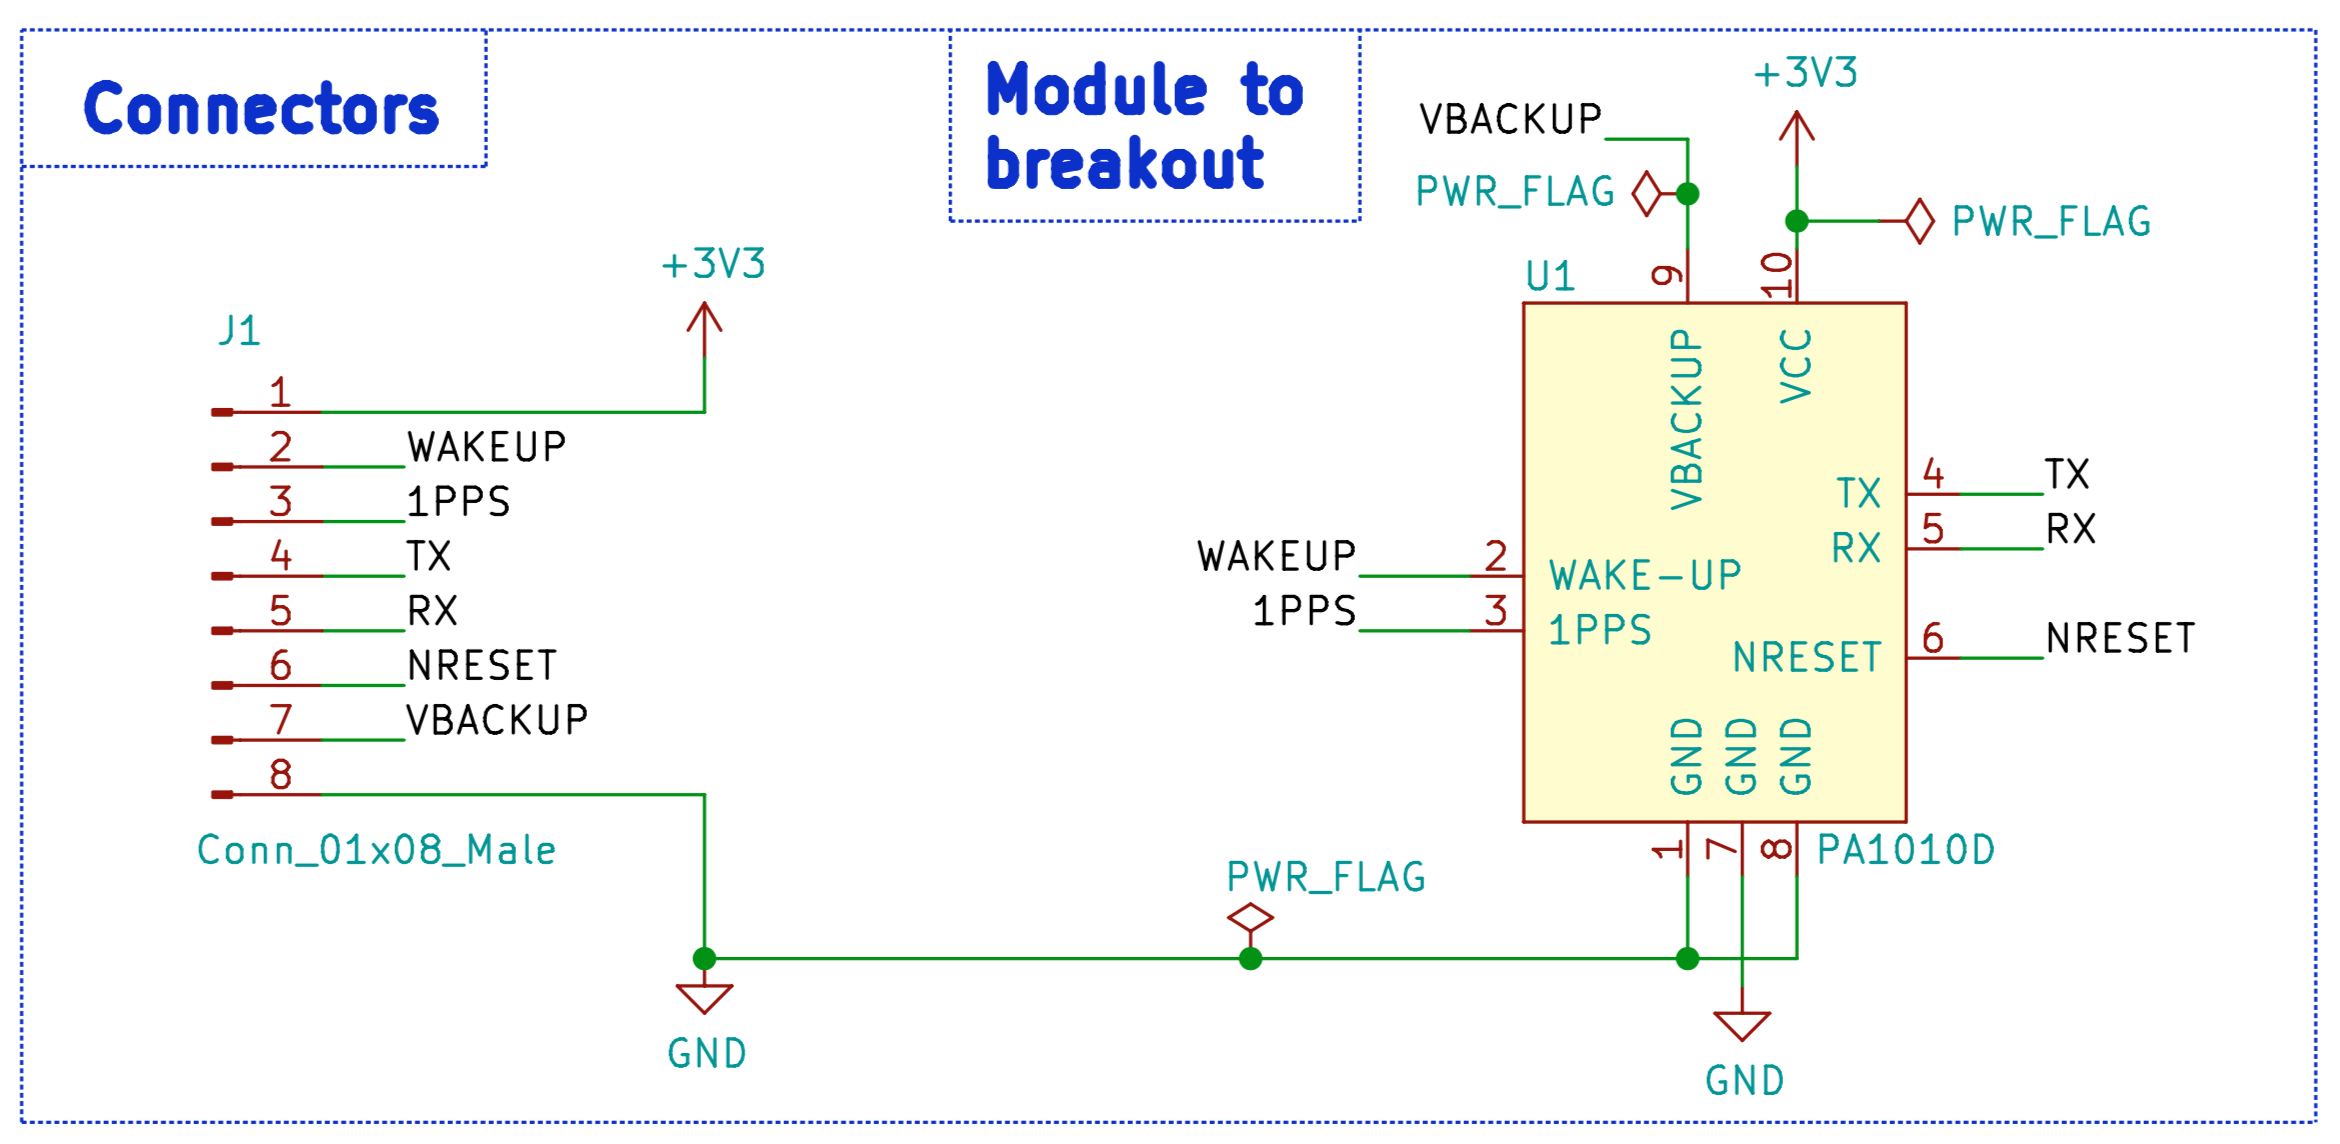 Connectors
J1
+3V3
1
2
WAKEUP
3
1PPS
4
TX
5
RX
6
NRESET
7
VBACKUP
8
Conn_01x08_Male
GND
Module to
breakout
+3V3
VBACKUP
PWR_FLAG
PWR_FLAG
U1
9
10
VBACKUP
VCC
TX
4
TX
RX
5
RX
WAKEUP
2
WAKE-UP
1PPS
3
1PPS
NRESET
6
NRESET
GND
GND
GND
1
7
8
PA1010D
PWR_FLAG
GND